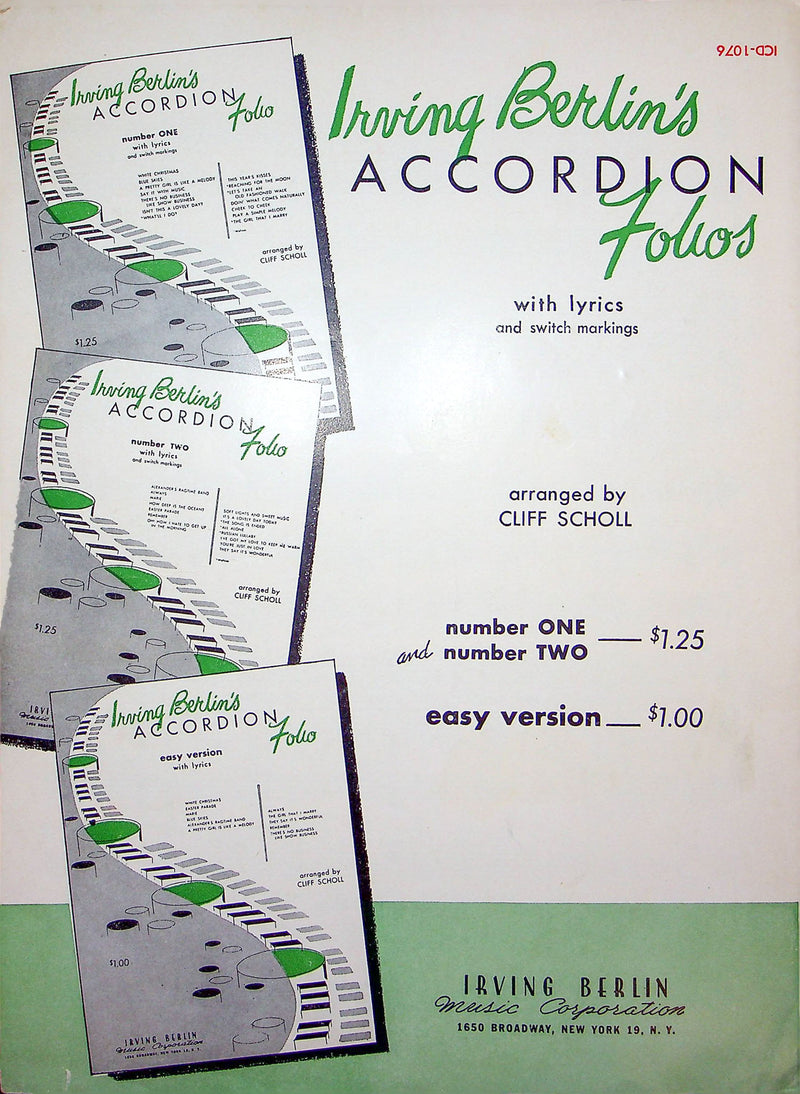 ICD-1076
Irving Berlin's
ACCORDION
Folios
with lyrics
and switch markings
arranged by
CLIFF SCHOLL
number ONE — $1.25
and number TWO
easy version — $1.00
IRVING BERLIN
Music Corporation
1650 BROADWAY, NEW YORK 19, N. Y.
Irving Berlin's
ACCORDION
Folio
number ONE
with lyrics
and switch markings
WHITE CHRISTMAS
BLUE SKIES
A PRETTY GIRL IS LIKE A MELODY
SAY IT WITH MUSIC
THERE'S NO BUSINESS
LIKE SHOW BUSINESS
ISN'T THIS A LOVELY DAY?
*WHAT'LL I DO?
THIS YEAR'S KISSES
*REACHING FOR THE MOON
*LET'S TAKE AN
OLD FASHIONED WALK
DOIN' WHAT COMES NATURALLY
CHEEK TO CHEEK
PLAY A SIMPLE MELODY
*THE GIRL THAT I MARRY
arranged by
CLIFF SCHOLL
$1.25
Irving Berlin's
ACCORDION
Folio
number TWO
with lyrics
and switch markings
ALEXANDER'S RAGTIME BAND
ALWAYS
MARIE
HOW DEEP IS THE OCEAN
EASTER PARADE
REMEMBER
OH! HOW I HATE TO GET UP
IN THE MORNING
SOFT LIGHTS AND SWEET MUSIC
IT'S A LOVELY DAY TODAY
*THE SONG IS ENDED
*ALL ALONE
*RUSSIAN LULLABY
I'VE GOT MY LOVE TO KEEP ME WARM
YOU'RE JUST IN LOVE
THEY SAY IT'S WONDERFUL
arranged by
CLIFF SCHOLL
$1.25
IRVI
Music
Irving Berlin's
ACCORDION
Folio
easy version
with lyrics
WHITE CHRISTMAS
EASTER PARADE
MARIE
BLUE SKIES
ALEXANDER'S RAGTIME BAND
A PRETTY GIRL IS LIKE A MELODY
ALWAYS
THE GIRL THAT I MARRY
THEY SAY IT'S WONDERFUL
REMEMBER
THERE'S NO BUSINESS
LIKE SHOW BUSINESS
arranged by
CLIFF SCHOLL
$1.00
IRVING BERLIN
Music Corporation
1650 BROADWAY, NEW YORK 19, N. Y.